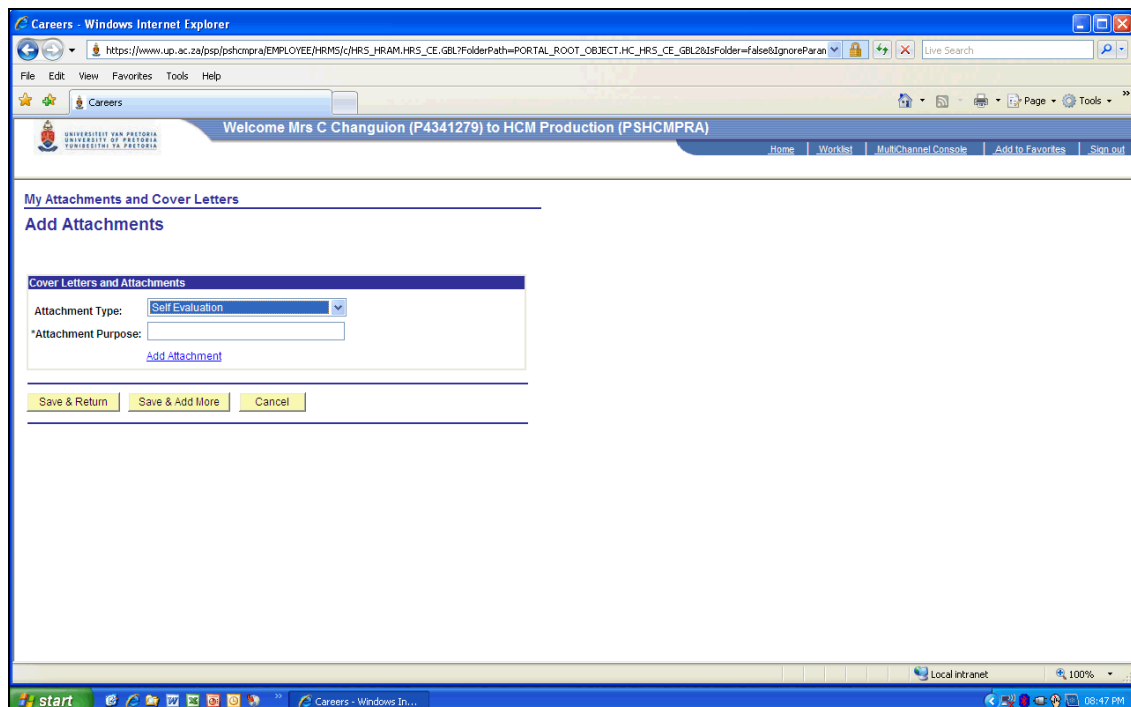 Careers - Windows Internet Explorer
https://www.up.ac.za/psp/pshcmpra/EMPLOYEE/HRMS/c/HRS_HRAM.HRS_CE.GBL?FolderPath=PORTAL_ROOT_OBJECT.HC_HRS_CE_GBL2&IsFolder=false&IgnoreParan
Live Search
File Edit View Favorites Tools Help
Careers
Page Tools
UNIVERSITEIT VAN PRETORIA
UNIVERSITY OF PRETORIA
YUNIBESITHI YA PRETORIA
Welcome Mrs C Changuion (P4341279) to HCM Production (PSHCMPRA)
Home Worklist MultiChannel Console Add to Favorites Sign out
My Attachments and Cover Letters
Add Attachments
Cover Letters and Attachments
Attachment Type: Self Evaluation
*Attachment Purpose:
Add Attachment
Save & Return Save & Add More Cancel
Local intranet 100%
start Careers - Windows In... 08:47 PM